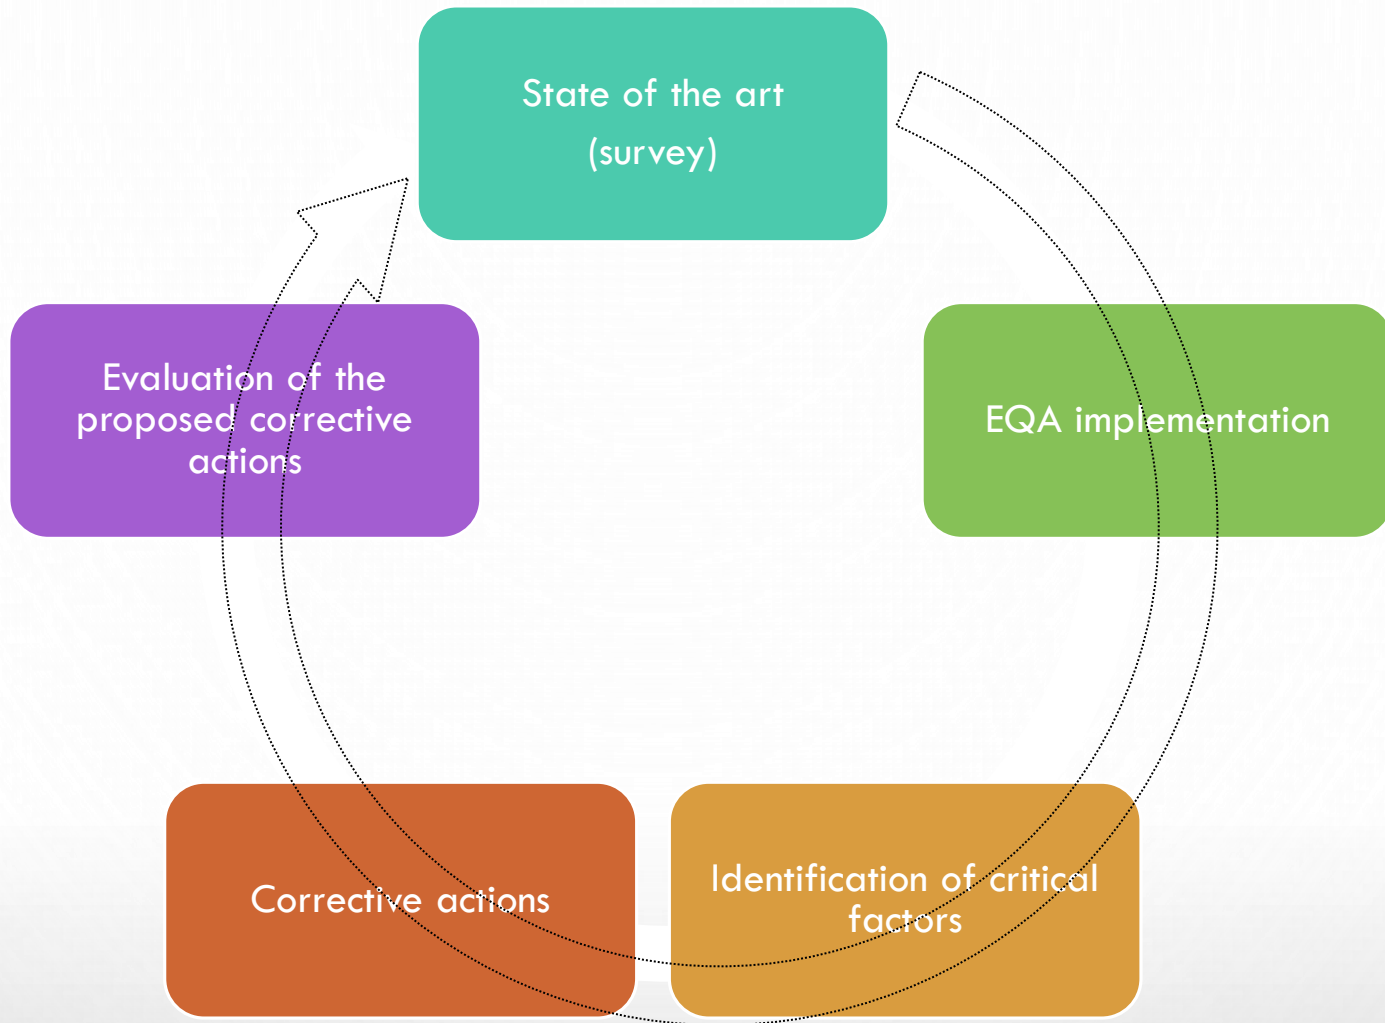 State of the art
(survey)
EQA implementation
Identification of critical
factors
Corrective actions
Evaluation of the
proposed corrective
actions